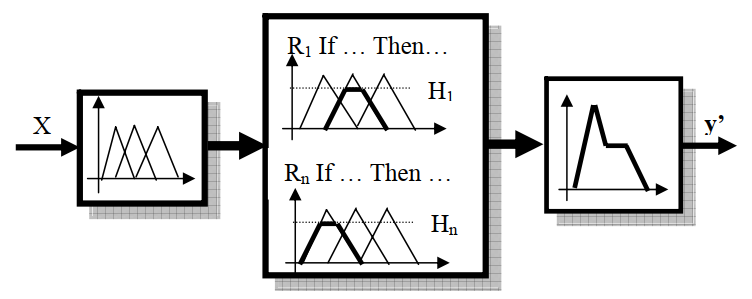 X
R₁ If … Then…
H₁
Rₙ If … Then …
Hₙ
y’